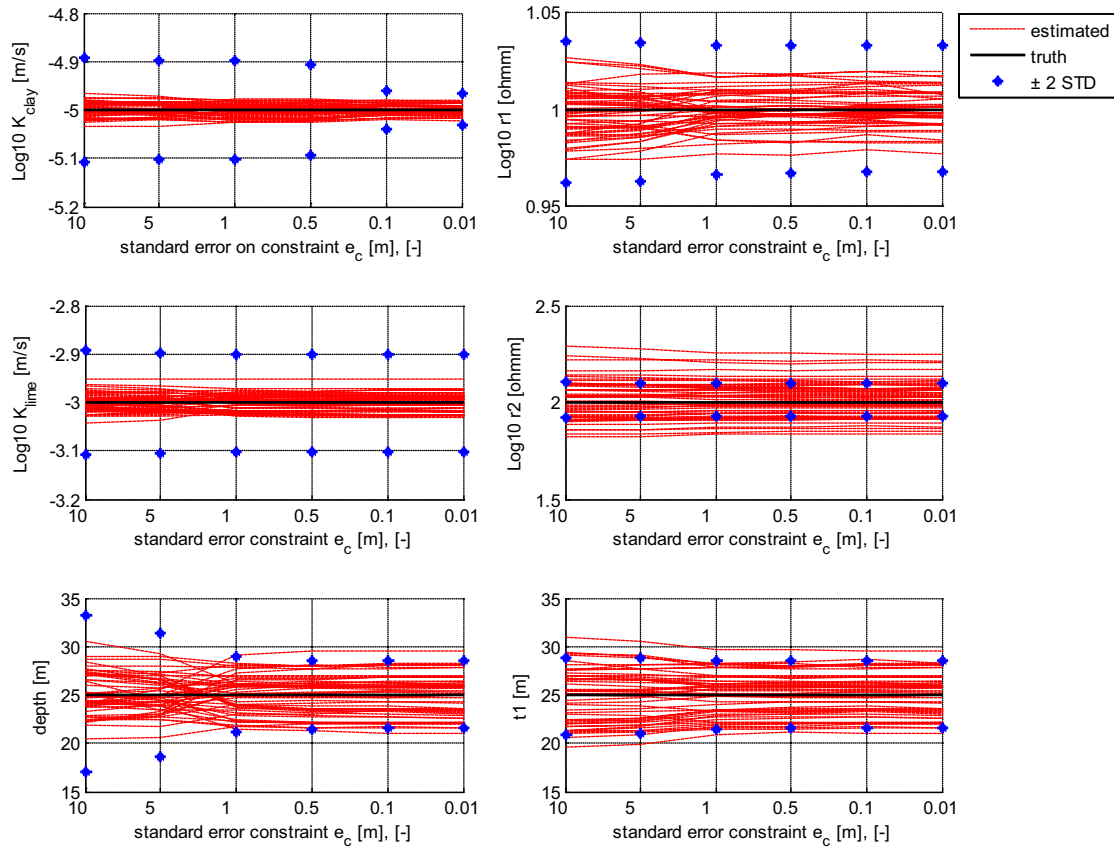 -4.8
-4.9
-5
-5.1
-5.2
Log10 K_clay [m/s]
10 5 1 0.5 0.1 0.01
standard error on constraint e_c [m], [-]
1.05
1
0.95
Log10 r1 [ohmm]
10 5 1 0.5 0.1 0.01
standard error constraint e_c [m], [-]
estimated
truth
± 2 STD
-2.8
-2.9
-3
-3.1
-3.2
Log10 K_lime [m/s]
10 5 1 0.5 0.1 0.01
standard error constraint e_c [m], [-]
2.5
2
1.5
Log10 r2 [ohmm]
10 5 1 0.5 0.1 0.01
standard error constraint e_c [m], [-]
35
30
25
20
15
depth [m]
10 5 1 0.5 0.1 0.01
standard error constraint e_c [m], [-]
35
30
25
20
15
t1 [m]
10 5 1 0.5 0.1 0.01
standard error constraint e_c [m], [-]